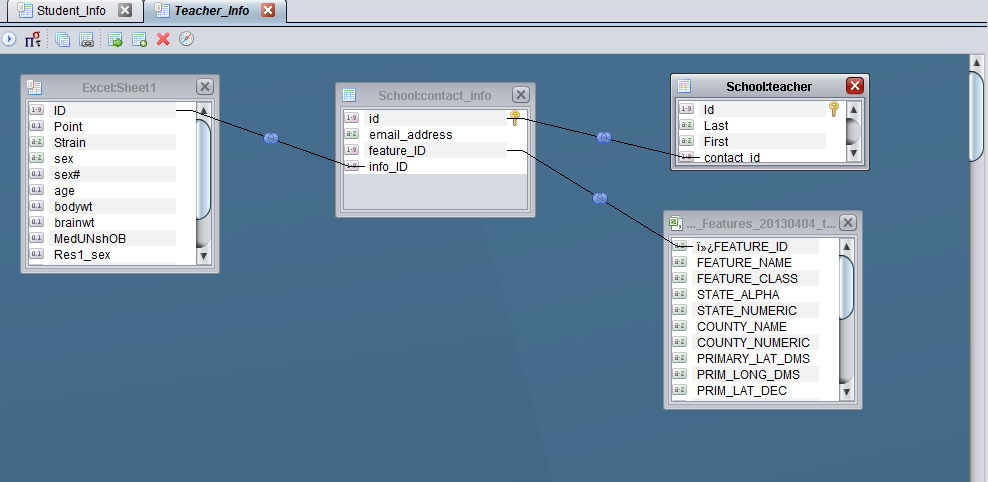 Student_Info
Teacher_Info
Excel:Sheet1
ID
Point
Strain
sex
sex#
age
bodywt
brainwt
MedUNshOB
Res1_sex
School:contact_info
id
email_address
feature_ID
info_ID
School:teacher
Id
Last
First
contact_id
..._Features_20130404_t...
ï»¿FEATURE_ID
FEATURE_NAME
FEATURE_CLASS
STATE_ALPHA
STATE_NUMERIC
COUNTY_NAME
COUNTY_NUMERIC
PRIMARY_LAT_DMS
PRIM_LONG_DMS
PRIM_LAT_DEC